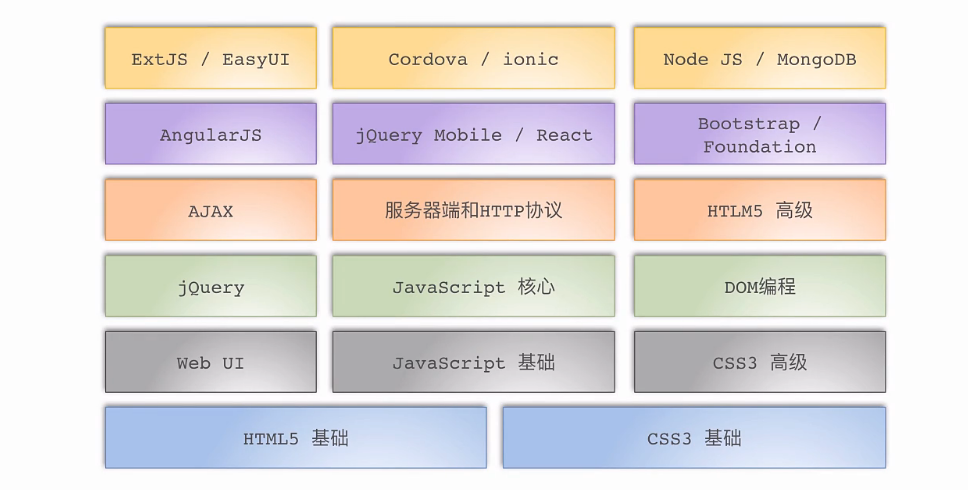 ExtJS / EasyUI
Cordova / ionic
Node JS / MongoDB
AngularJS
jQuery Mobile / React
Bootstrap /
Foundation
AJAX
服务器端和HTTP协议
HTLM5 高级
jQuery
JavaScript 核心
DOM编程
Web UI
JavaScript 基础
CSS3 高级
HTML5 基础
CSS3 基础